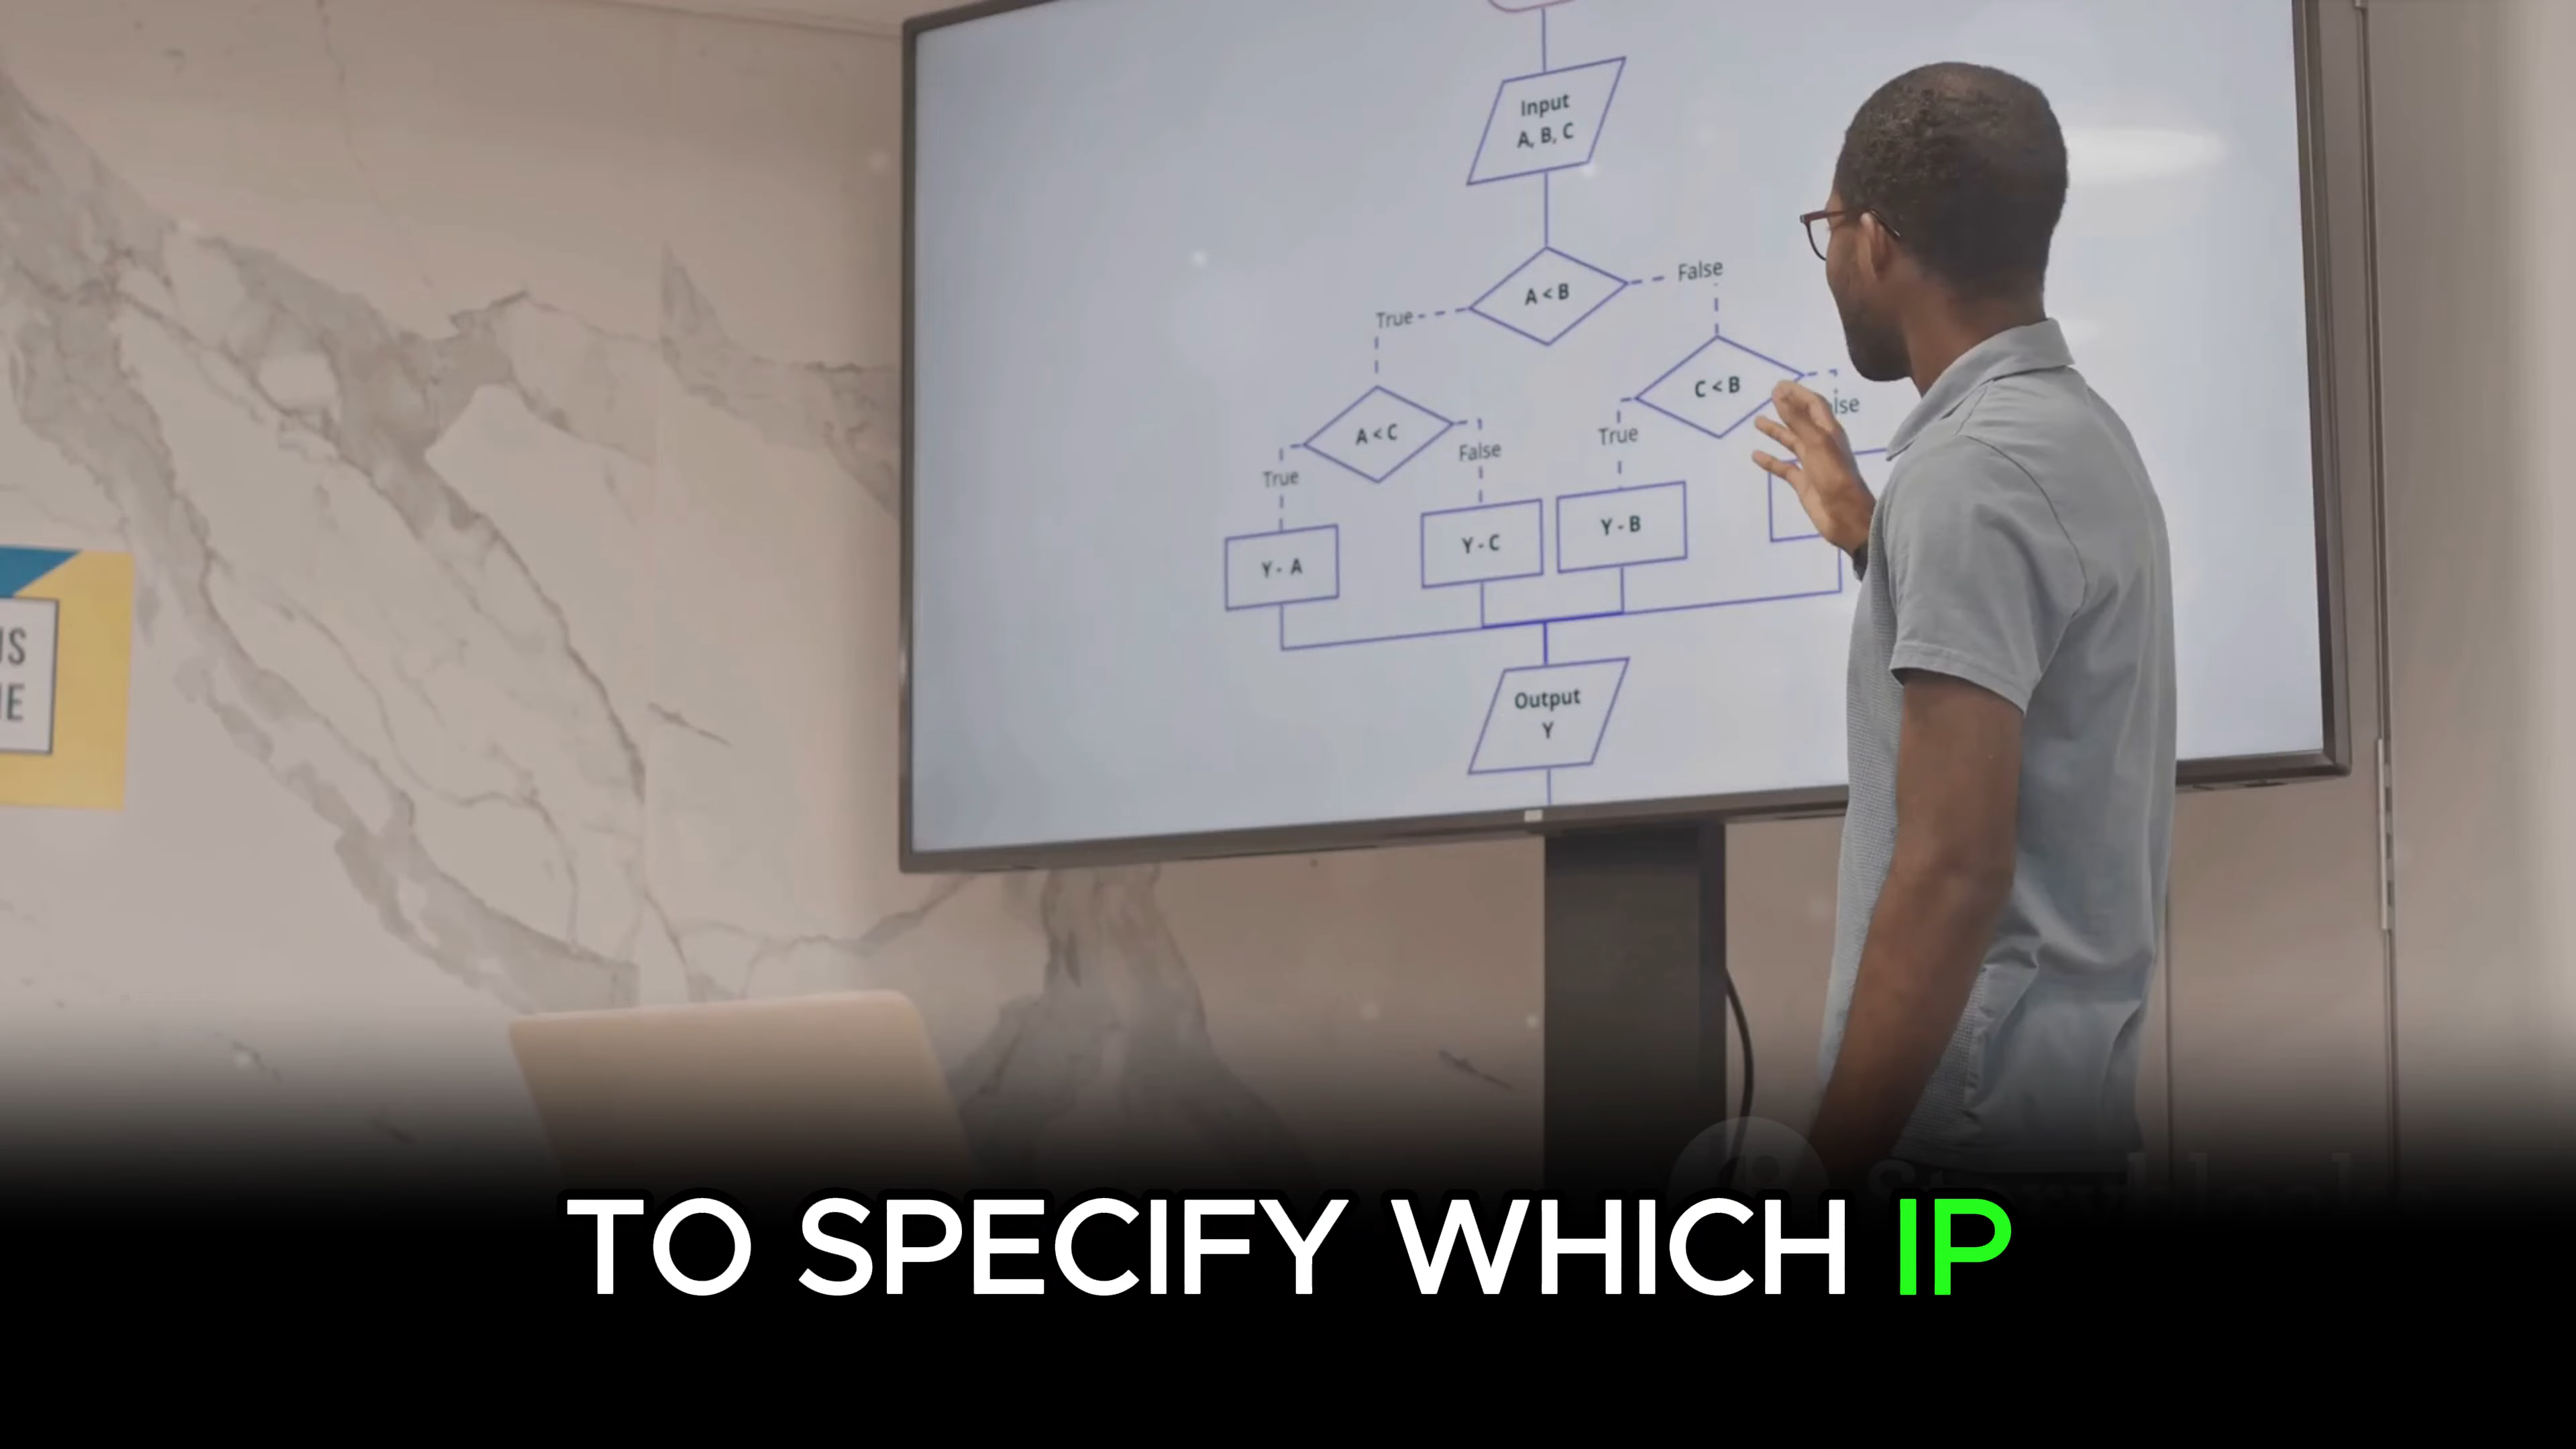 Input
A, B, C
A < B
False
True
C < B
A < C
True
False
True
Y - B
Y - C
Y - A
Output
Y
TO SPECIFY WHICH IP